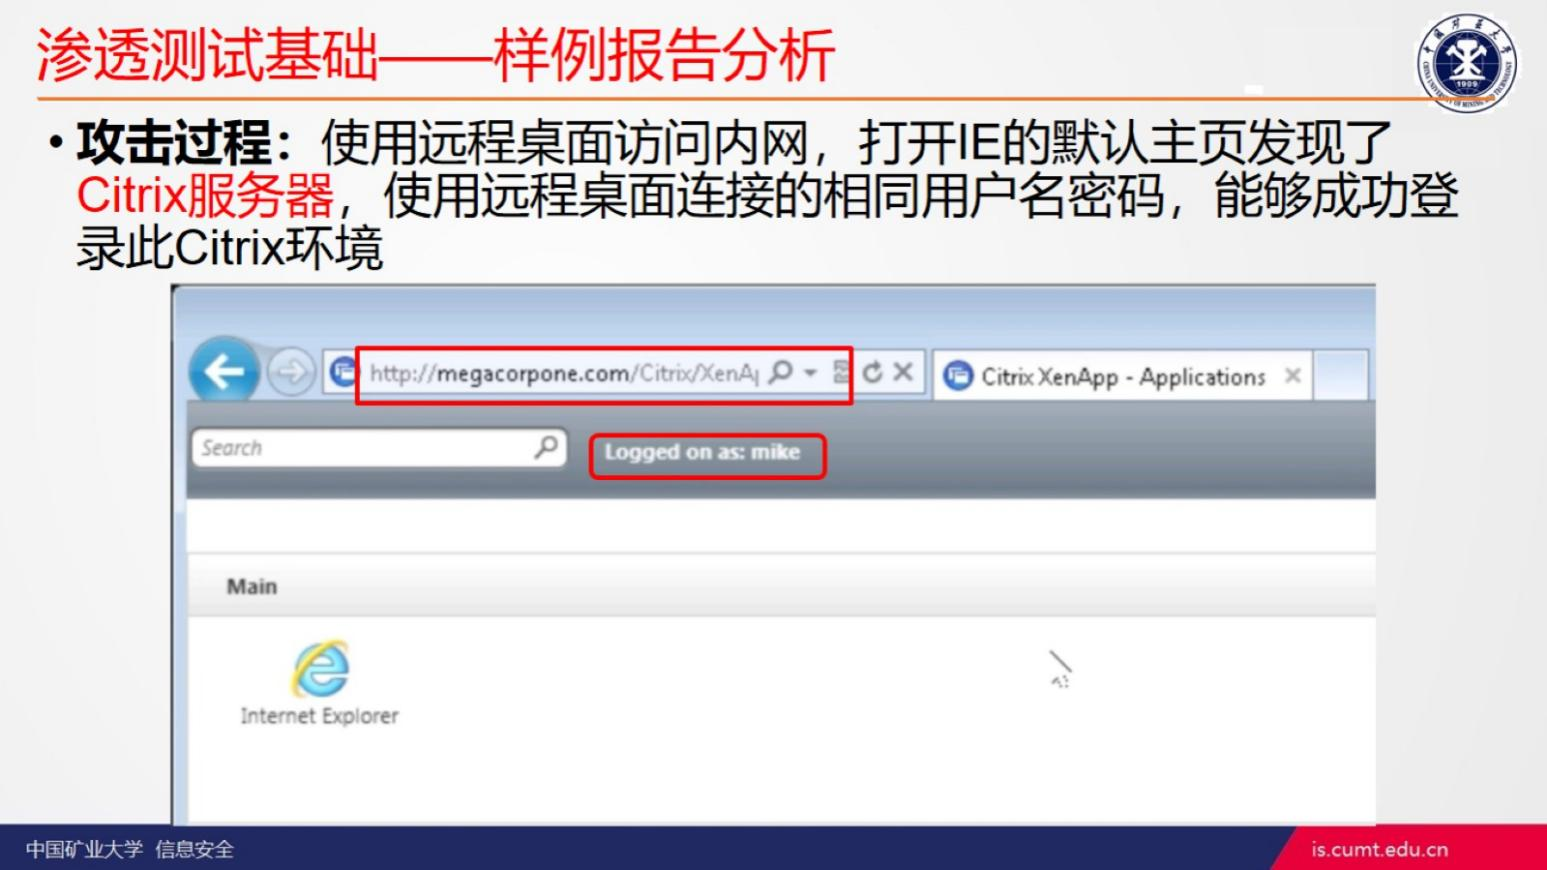 渗透测试基础——样例报告分析
• 攻击过程：使用远程桌面访问内网，打开IE的默认主页发现了
Citrix服务器，使用远程桌面连接的相同用户名密码，能够成功登
录此Citrix环境
http://megacorpone.com/Citrix/XenA
Citrix XenApp - Applications
Search
Logged on as: mike
Main
Internet Explorer
中国矿业大学 信息安全
is.cumt.edu.cn
1909